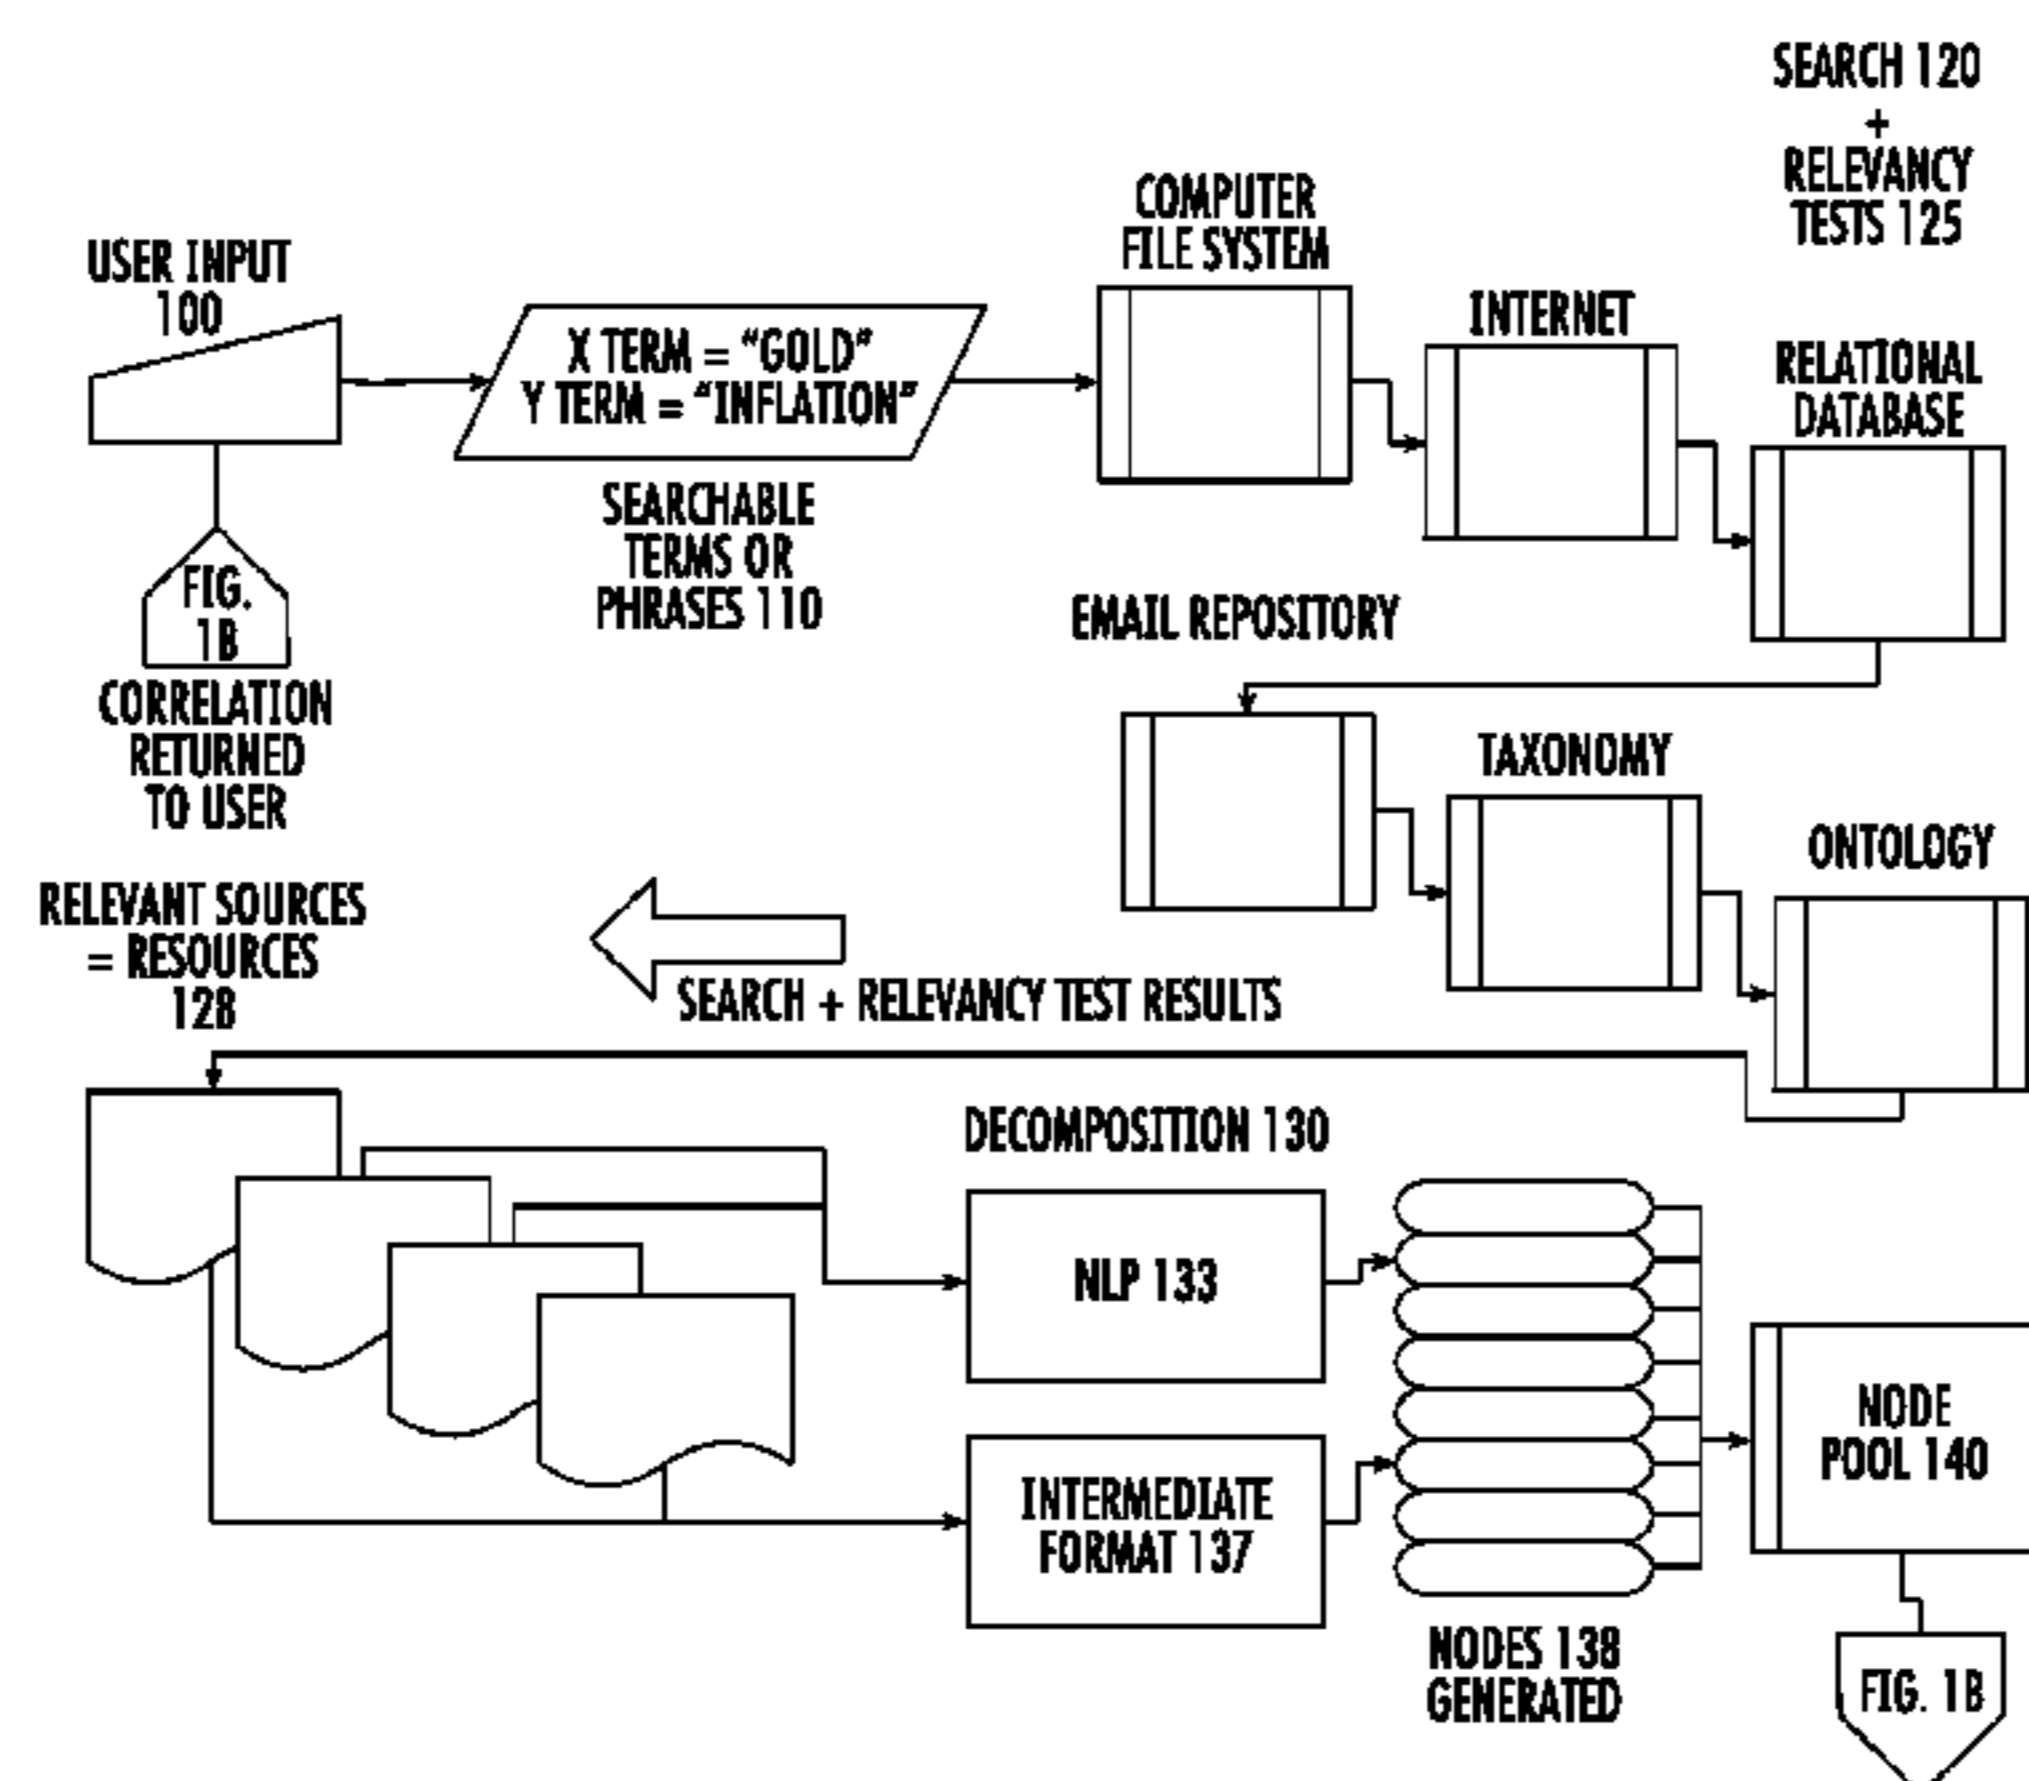 SEARCH 120
+
RELEVANCY
TESTS 125
COMPUTER
FILE SYSTEM
USER INPUT
100
INTERNET
X TERM = "GOLD"
Y TERM = "INFLATION"
RELATIONAL
DATABASE
SEARCHABLE
TERMS OR
PHRASES 110
FIG.
1B
EMAIL REPOSITORY
CORRELATION
RETURNED
TO USER
TAXONOMY
ONTOLOGY
RELEVANT SOURCES
= RESOURCES
128
SEARCH + RELEVANCY TEST RESULTS
DECOMPOSITION 130
NLP 133
NODE
POOL 140
INTERMEDIATE
FORMAT 137
NODES 138
GENERATED
FIG. 1B